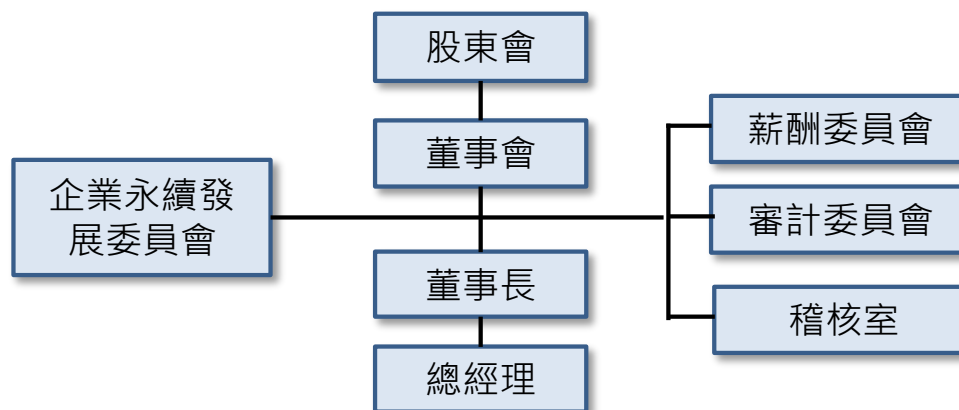 股東會
董事會
薪酬委員會
企業永續發
展委員會
審計委員會
董事長
稽核室
總經理